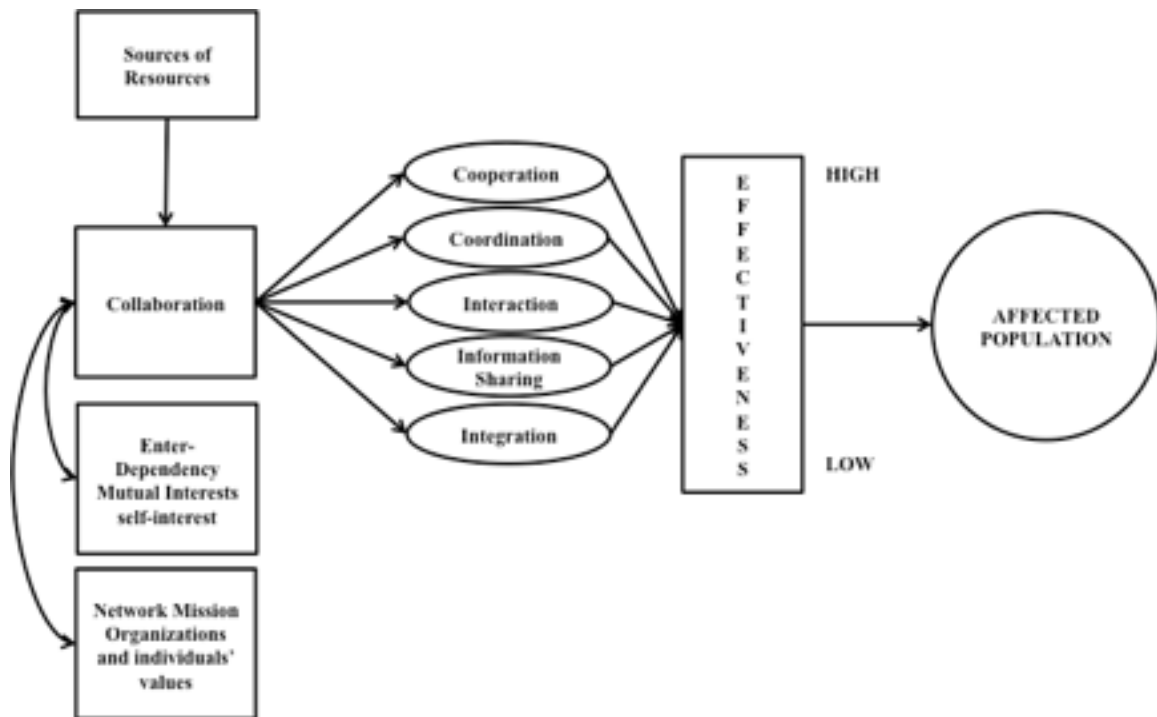 Sources of
Resources
Collaboration
Enter-
Dependency
Mutual Interests
self-interest
Network Mission
Organizations
and individuals'
values
Cooperation
Coordination
Interaction
Information
Sharing
Integration
E
F
F
E
C
T
I
V
E
N
E
S
S
HIGH
LOW
AFFECTED
POPULATION